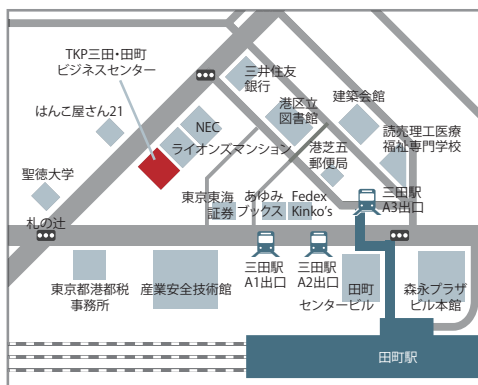 TKP三田・田町
ビジネスセンター
三井住友
銀行
はんこ屋さん21
NEC
ライオンズマンション
港区立
図書館
建築会館
港芝五
郵便局
読売理工医療
福祉専門学校
聖徳大学
札の辻
東京東海
証券
あゆみ
ブックス
Fedex
Kinko's
三田駅
A3出口
三田駅
A1出口
三田駅
A2出口
東京都港都税
事務所
産業安全技術館
田町
センタービル
森永プラザ
ビル本館
田町駅